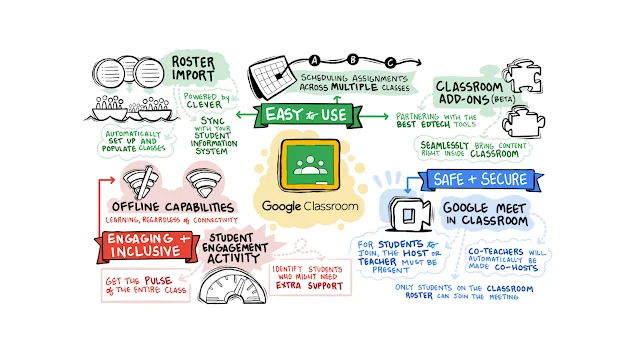 ROSTER
IMPORT
POWERED by
CLEVER
SYNC
WITH YOUR
STUDENT
INFORMATION
SYSTEM
AUTOMATICALLY
SET UP AND
POPULATE CLASSES
A B C
SCHEDULING ASSIGNMENTS
ACROSS MULTIPLE CLASSES
EASY to USE
CLASSROOM
ADD-ONS (BETA)
PARTNERING WITH THE
BEST EDTECH TOOLS
SEAMLESSLY BRING CONTENT
RIGHT INSIDE CLASSROOM
Google Classroom
OFFLINE CAPABILITIES
LEARNING, REGARDLESS of CONNECTIVITY
ENGAGING +
INCLUSIVE
STUDENT
ENGAGEMENT
ACTIVITY
GET THE PULSE
of THE ENTIRE CLASS
IDENTIFY STUDENTS
WHO MIGHT NEED
EXTRA SUPPORT
SAFE + SECURE
GOOGLE MEET
IN CLASSROOM
FOR STUDENTS to
JOIN, THE HOST or
TEACHER MUST BE
PRESENT
CO-TEACHERS WILL
AUTOMATICALLY BE
MADE CO-HOSTS
ONLY STUDENTS ON THE CLASSROOM
ROSTER CAN JOIN THE MEETING